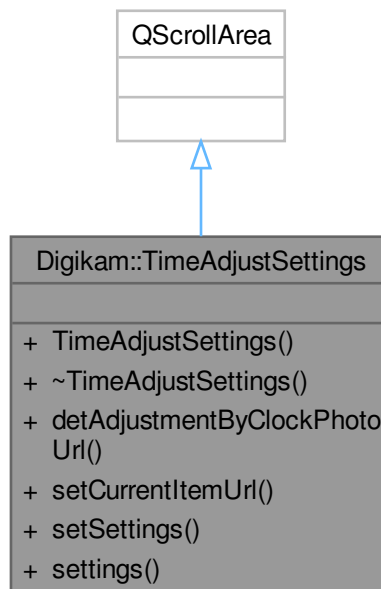 QScrollArea
Digikam::TimeAdjustSettings
+ TimeAdjustSettings()
+ ~TimeAdjustSettings()
+ detAdjustmentByClockPhoto
Url()
+ setCurrentItemUrl()
+ setSettings()
+ settings()